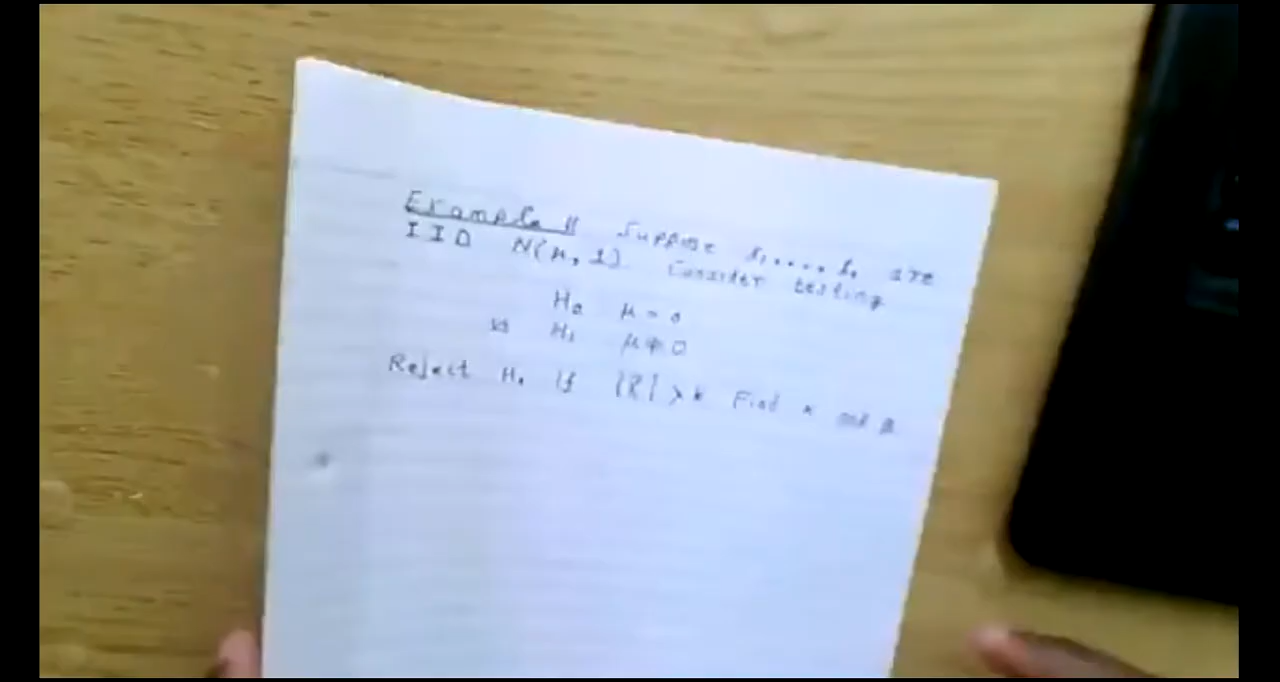 Example 11 Suppose X₁, ..., Xₙ are
IID N(μ, 1). Consider testing
H₀ μ = 0
vs H₁ μ ≠ 0
Reject H₀ if |X̄| > k Find α and β